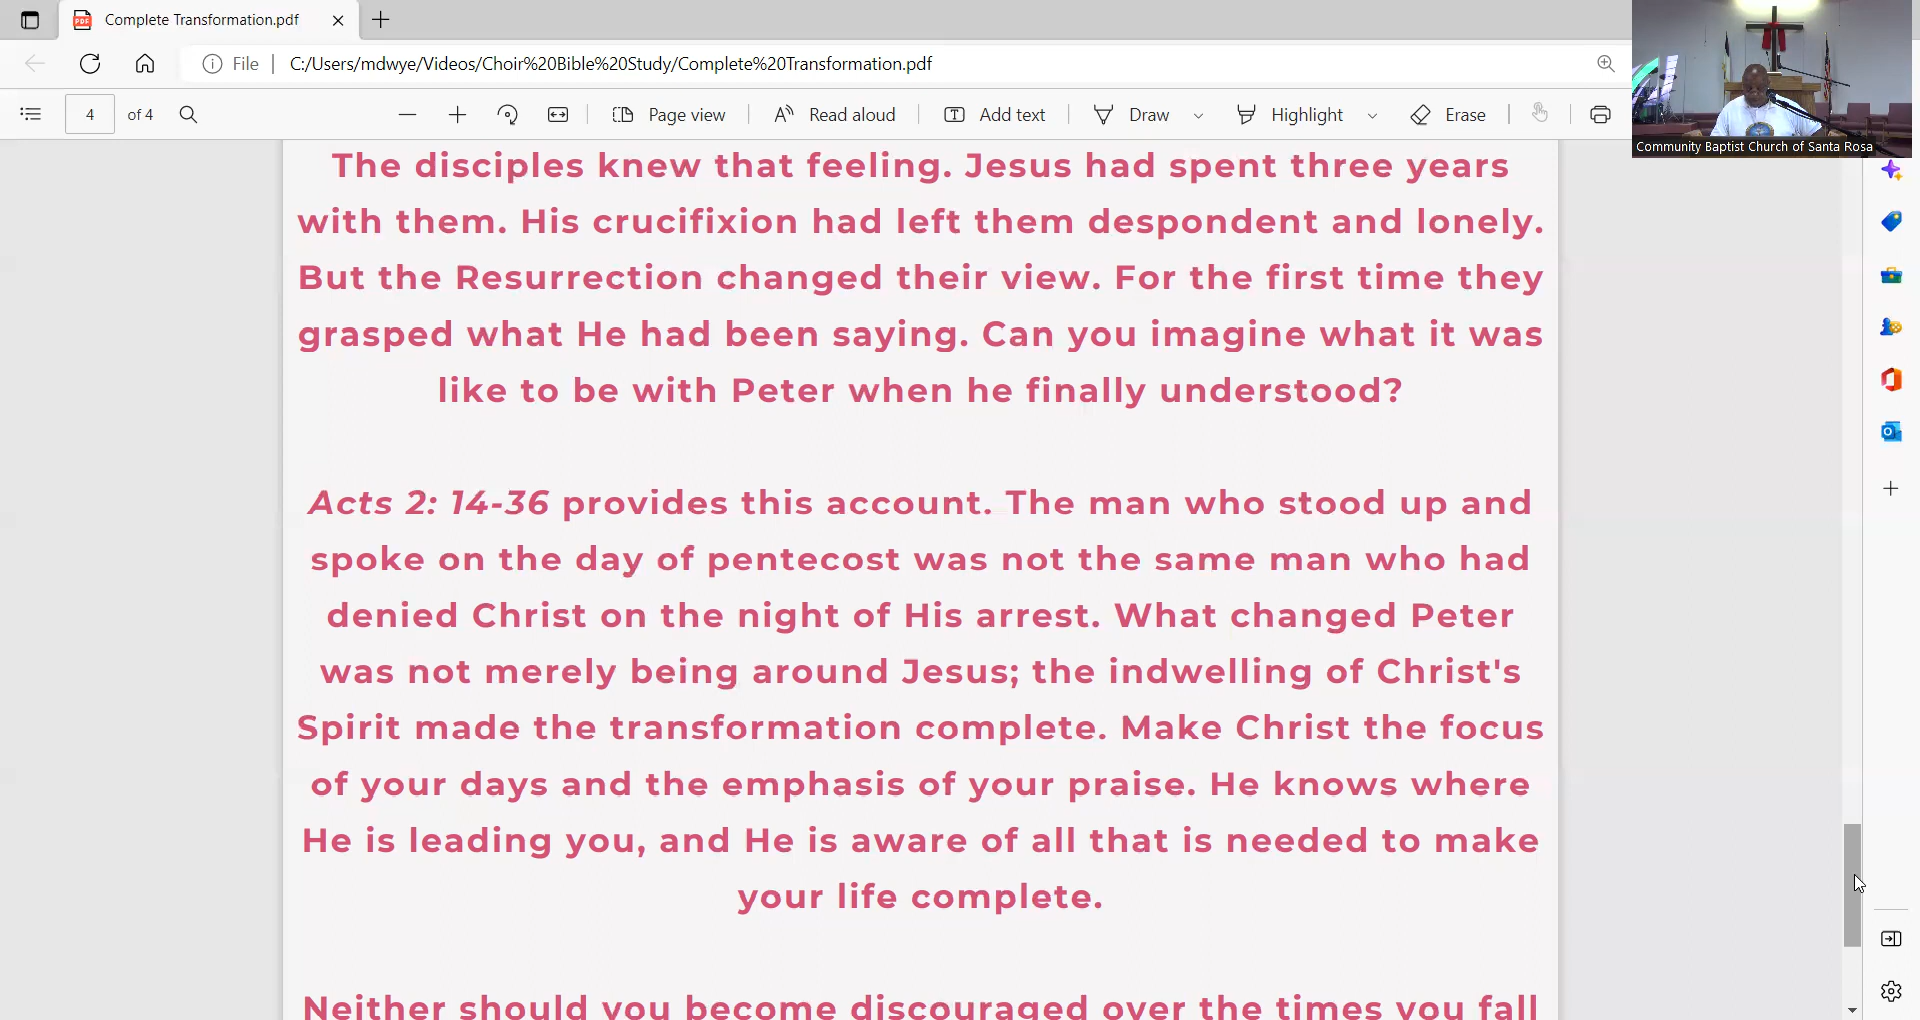 Complete Transformation.pdf
File
C:/Users/mdwye/Videos/Choir%20Bible%20Study/Complete%20Transformation.pdf
4 of 4
Page view
Read aloud
Add text
Draw
Highlight
Erase
Community Baptist Church of Santa Rosa
The disciples knew that feeling. Jesus had spent three years
with them. His crucifixion had left them despondent and lonely.
But the Resurrection changed their view. For the first time they
grasped what He had been saying. Can you imagine what it was
like to be with Peter when he finally understood?
Acts 2: 14-36 provides this account. The man who stood up and
spoke on the day of pentecost was not the same man who had
denied Christ on the night of His arrest. What changed Peter
was not merely being around Jesus; the indwelling of Christ's
Spirit made the transformation complete. Make Christ the focus
of your days and the emphasis of your praise. He knows where
He is leading you, and He is aware of all that is needed to make
your life complete.
Neither should you become discouraged over the times you fall